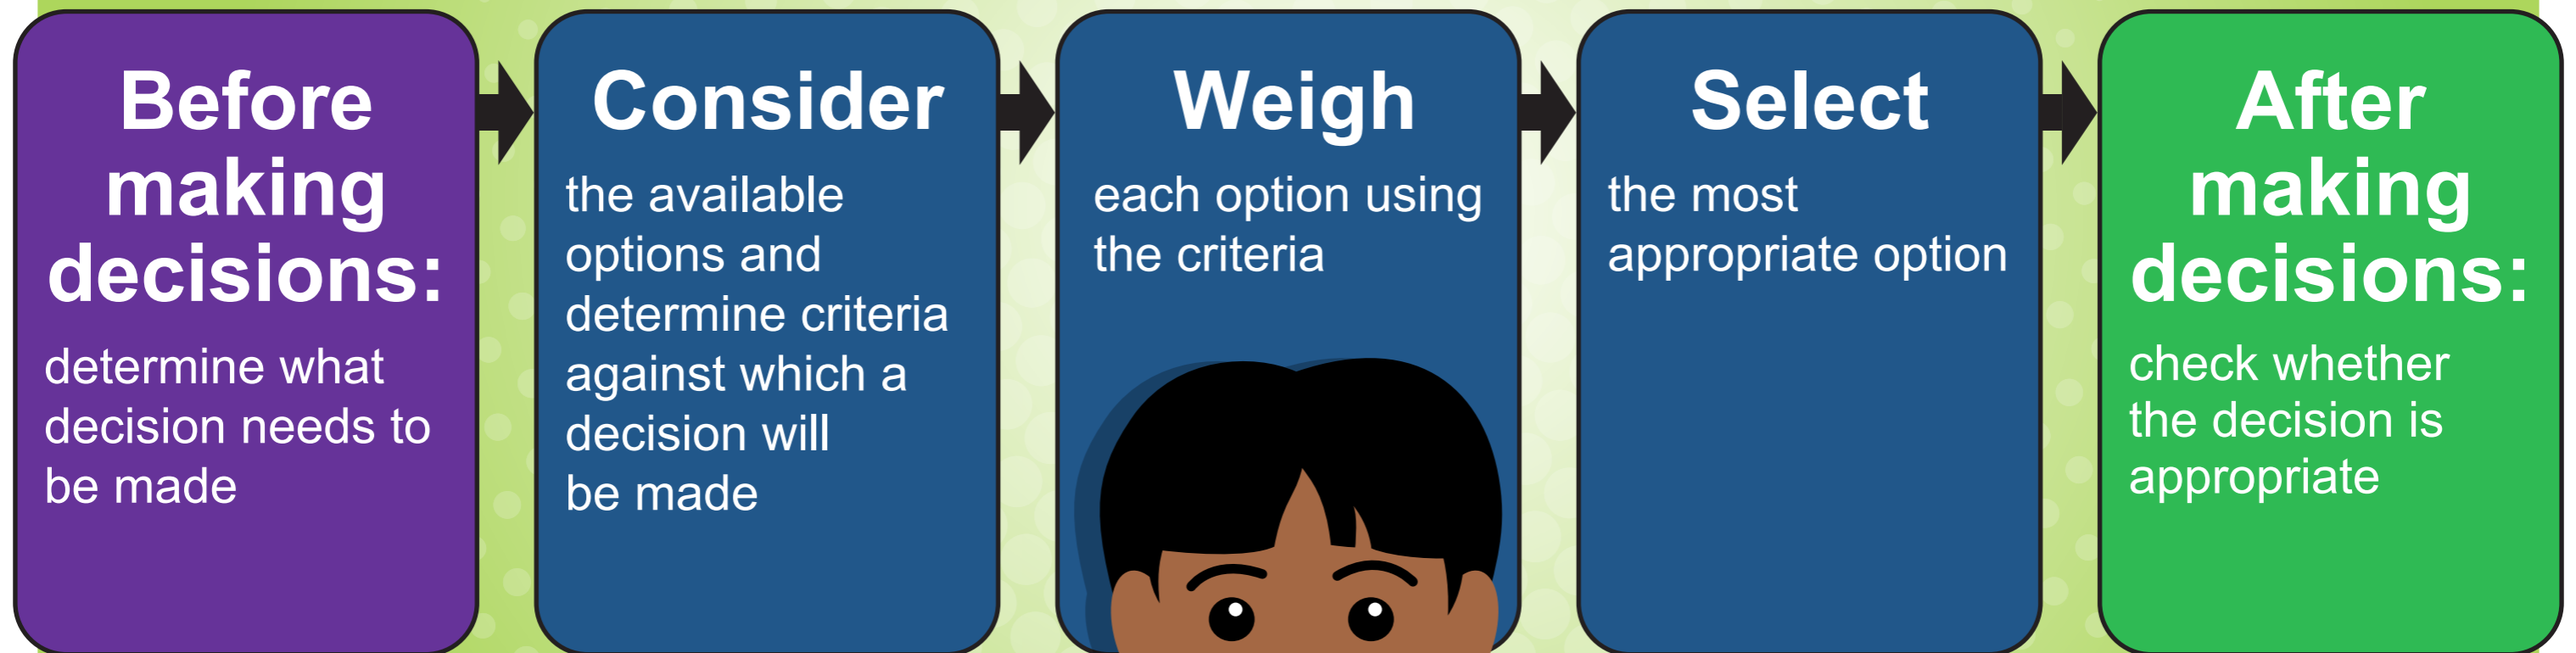 Before
making
decisions:
determine what
decision needs to
be made
Consider
the available
options and
determine criteria
against which a
decision will
be made
Weigh
each option using
the criteria
Select
the most
appropriate option
After
making
decisions:
check whether
the decision is
appropriate